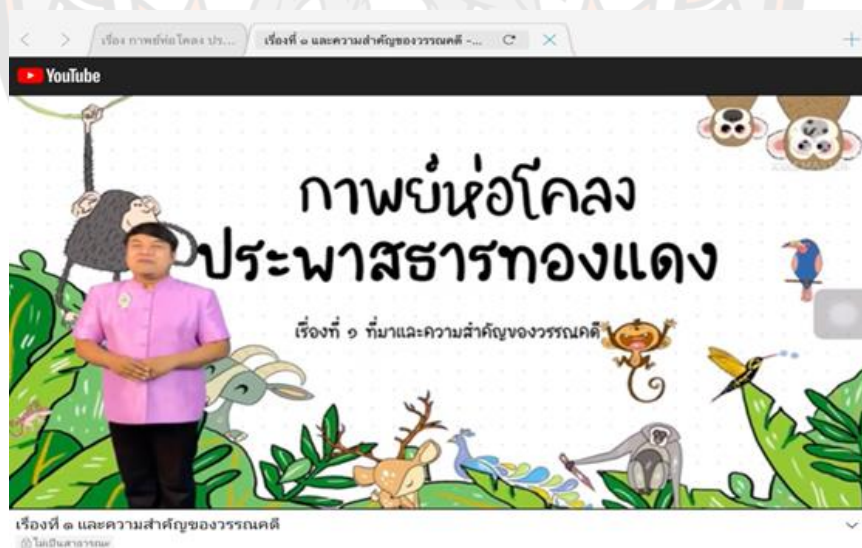 เรื่อง กาพย์ห่อโคลง ประ...
เรื่องที่ ๑ และความสำคัญของวรรณคดี -...
YouTube
กาพย์ห่อโคลง
ประพาสธารทองแดง
เรื่องที่ ๑ ที่มาและความสำคัญของวรรณคดี
เรื่องที่ ๑ และความสำคัญของวรรณคดี
ไม่เป็นสาธารณะ